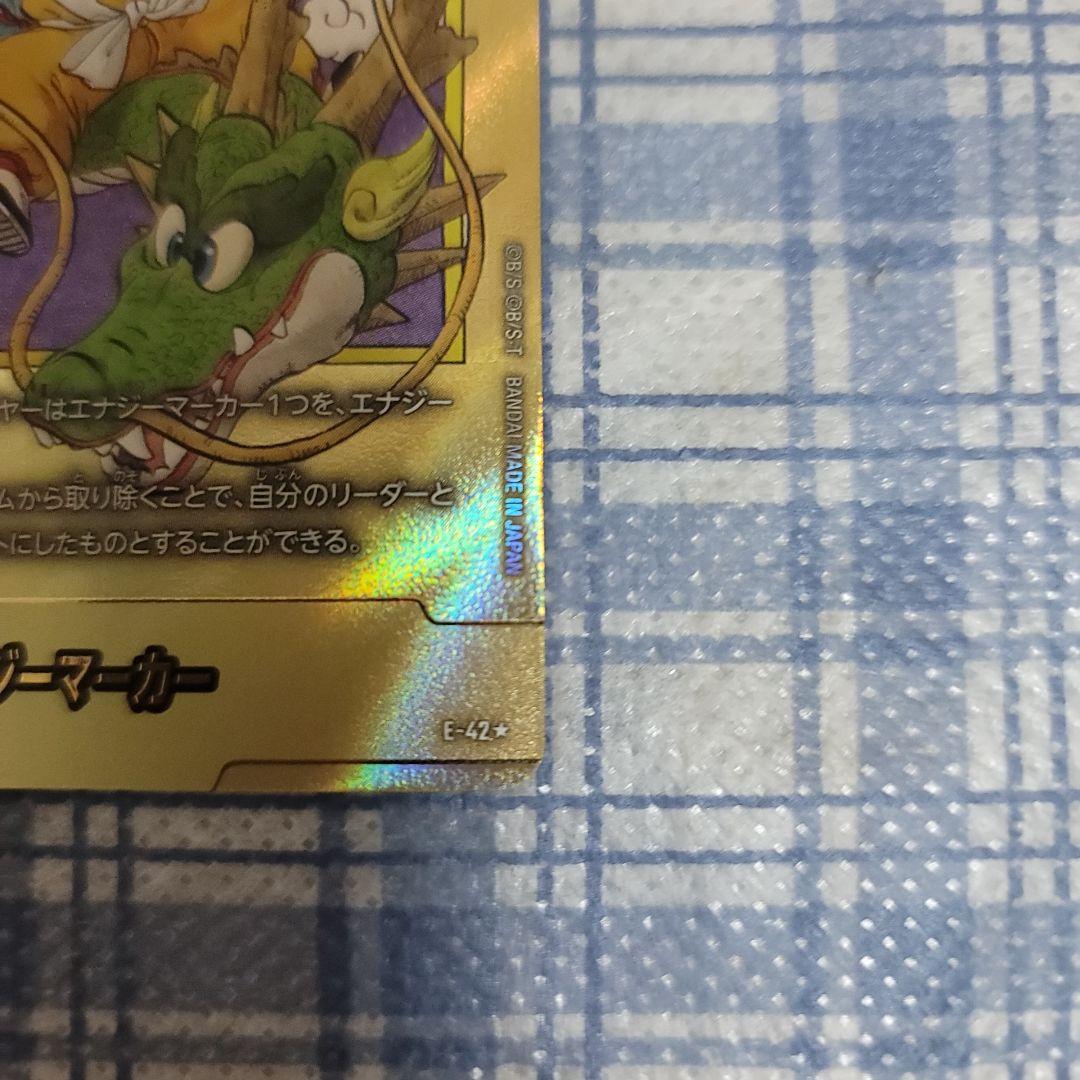 ©B/S ©B/S・T BANDAI MADE IN JAPAN
ヤーはエナジーマーカー1つを、エナジー
ムから取り除くことで、自分のリーダーと
トにしたものとすることができる。
ジーマーカー
E-42★